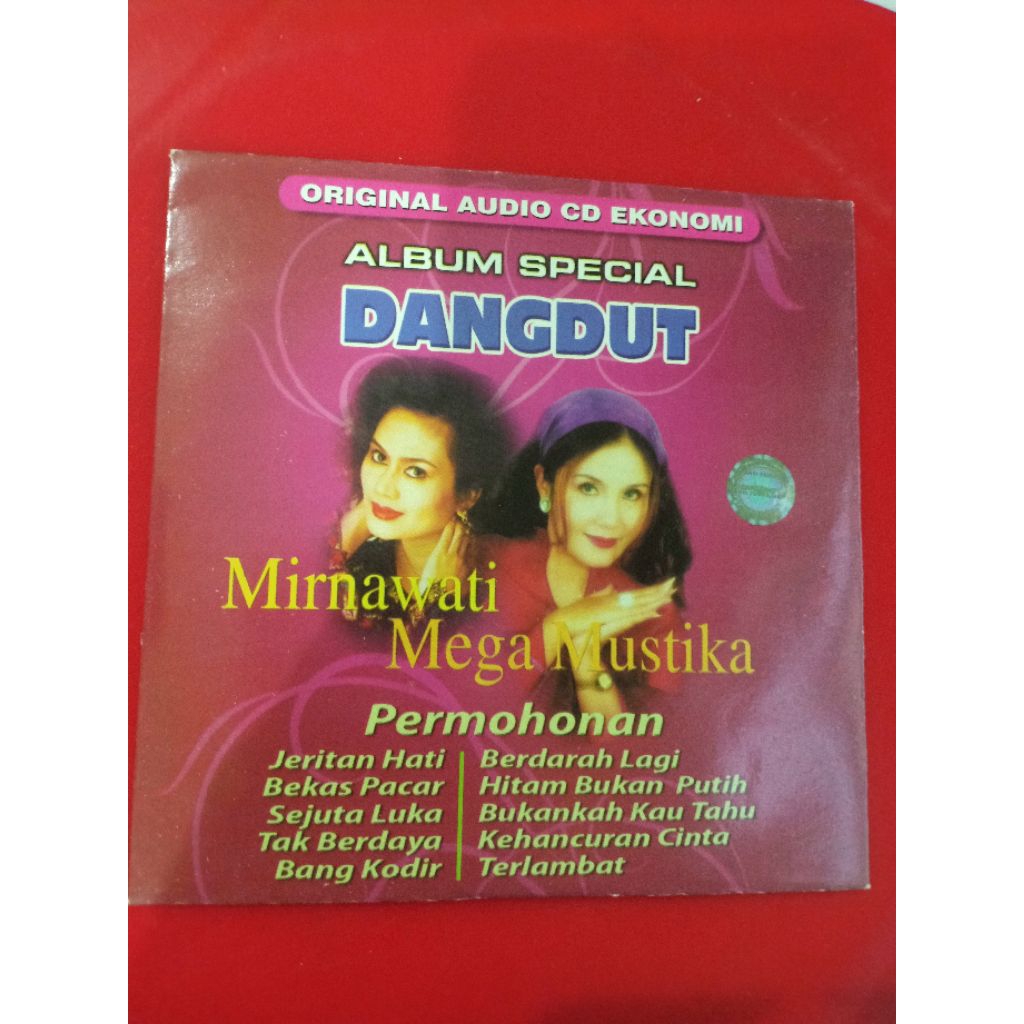 ORIGINAL AUDIO CD EKONOMI
ALBUM SPECIAL
DANGDUT
Mirnawati
Mega Mustika
Permohonan
Jeritan Hati
Bekas Pacar
Sejuta Luka
Tak Berdaya
Bang Kodir
Berdarah Lagi
Hitam Bukan Putih
Bukankah Kau Tahu
Kehancuran Cinta
Terlambat